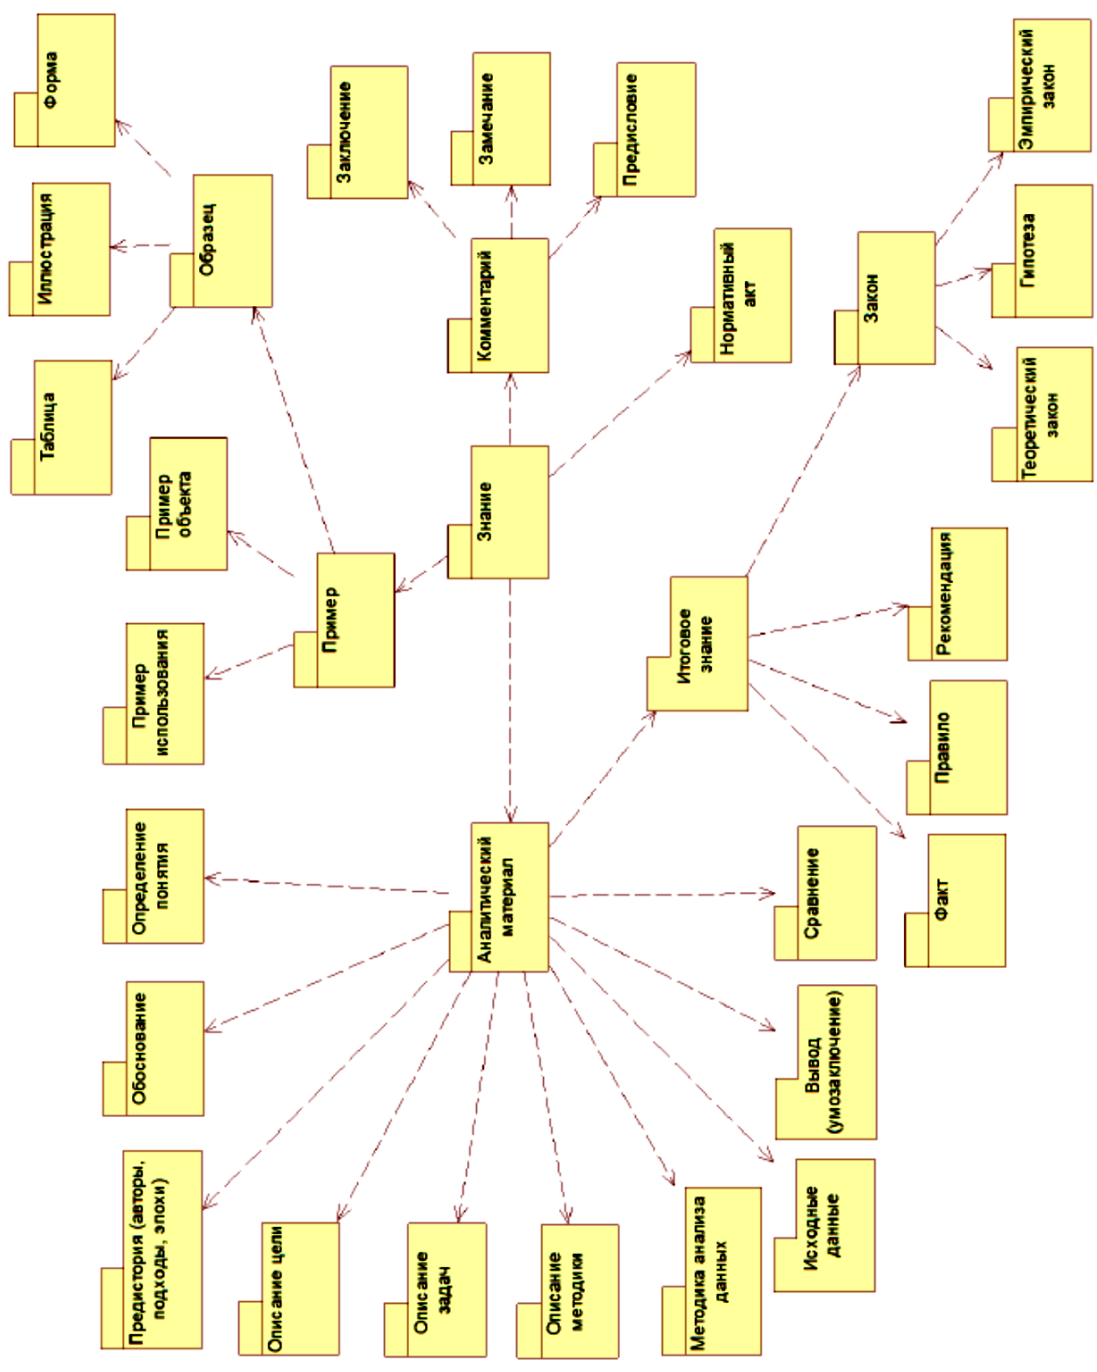 Предистория (авторы,
подходы, эпохи)
Обоснование
Определение
понятия
Пример
использования
Пример
объекта
Таблица
Иллюстрация
Форма
Описание цели
Образец
Пример
Заключение
Описание
задач
Аналитический
материал
Знание
Комментарий
Замечание
Описание
методики
Предисловие
Методика анализа
данных
Итоговое
знание
Нормативный
акт
Исходные
данные
Вывод
(умозаключение)
Сравнение
Закон
Факт
Правило
Рекомендация
Теоретический
закон
Гипотеза
Эмпирический
закон